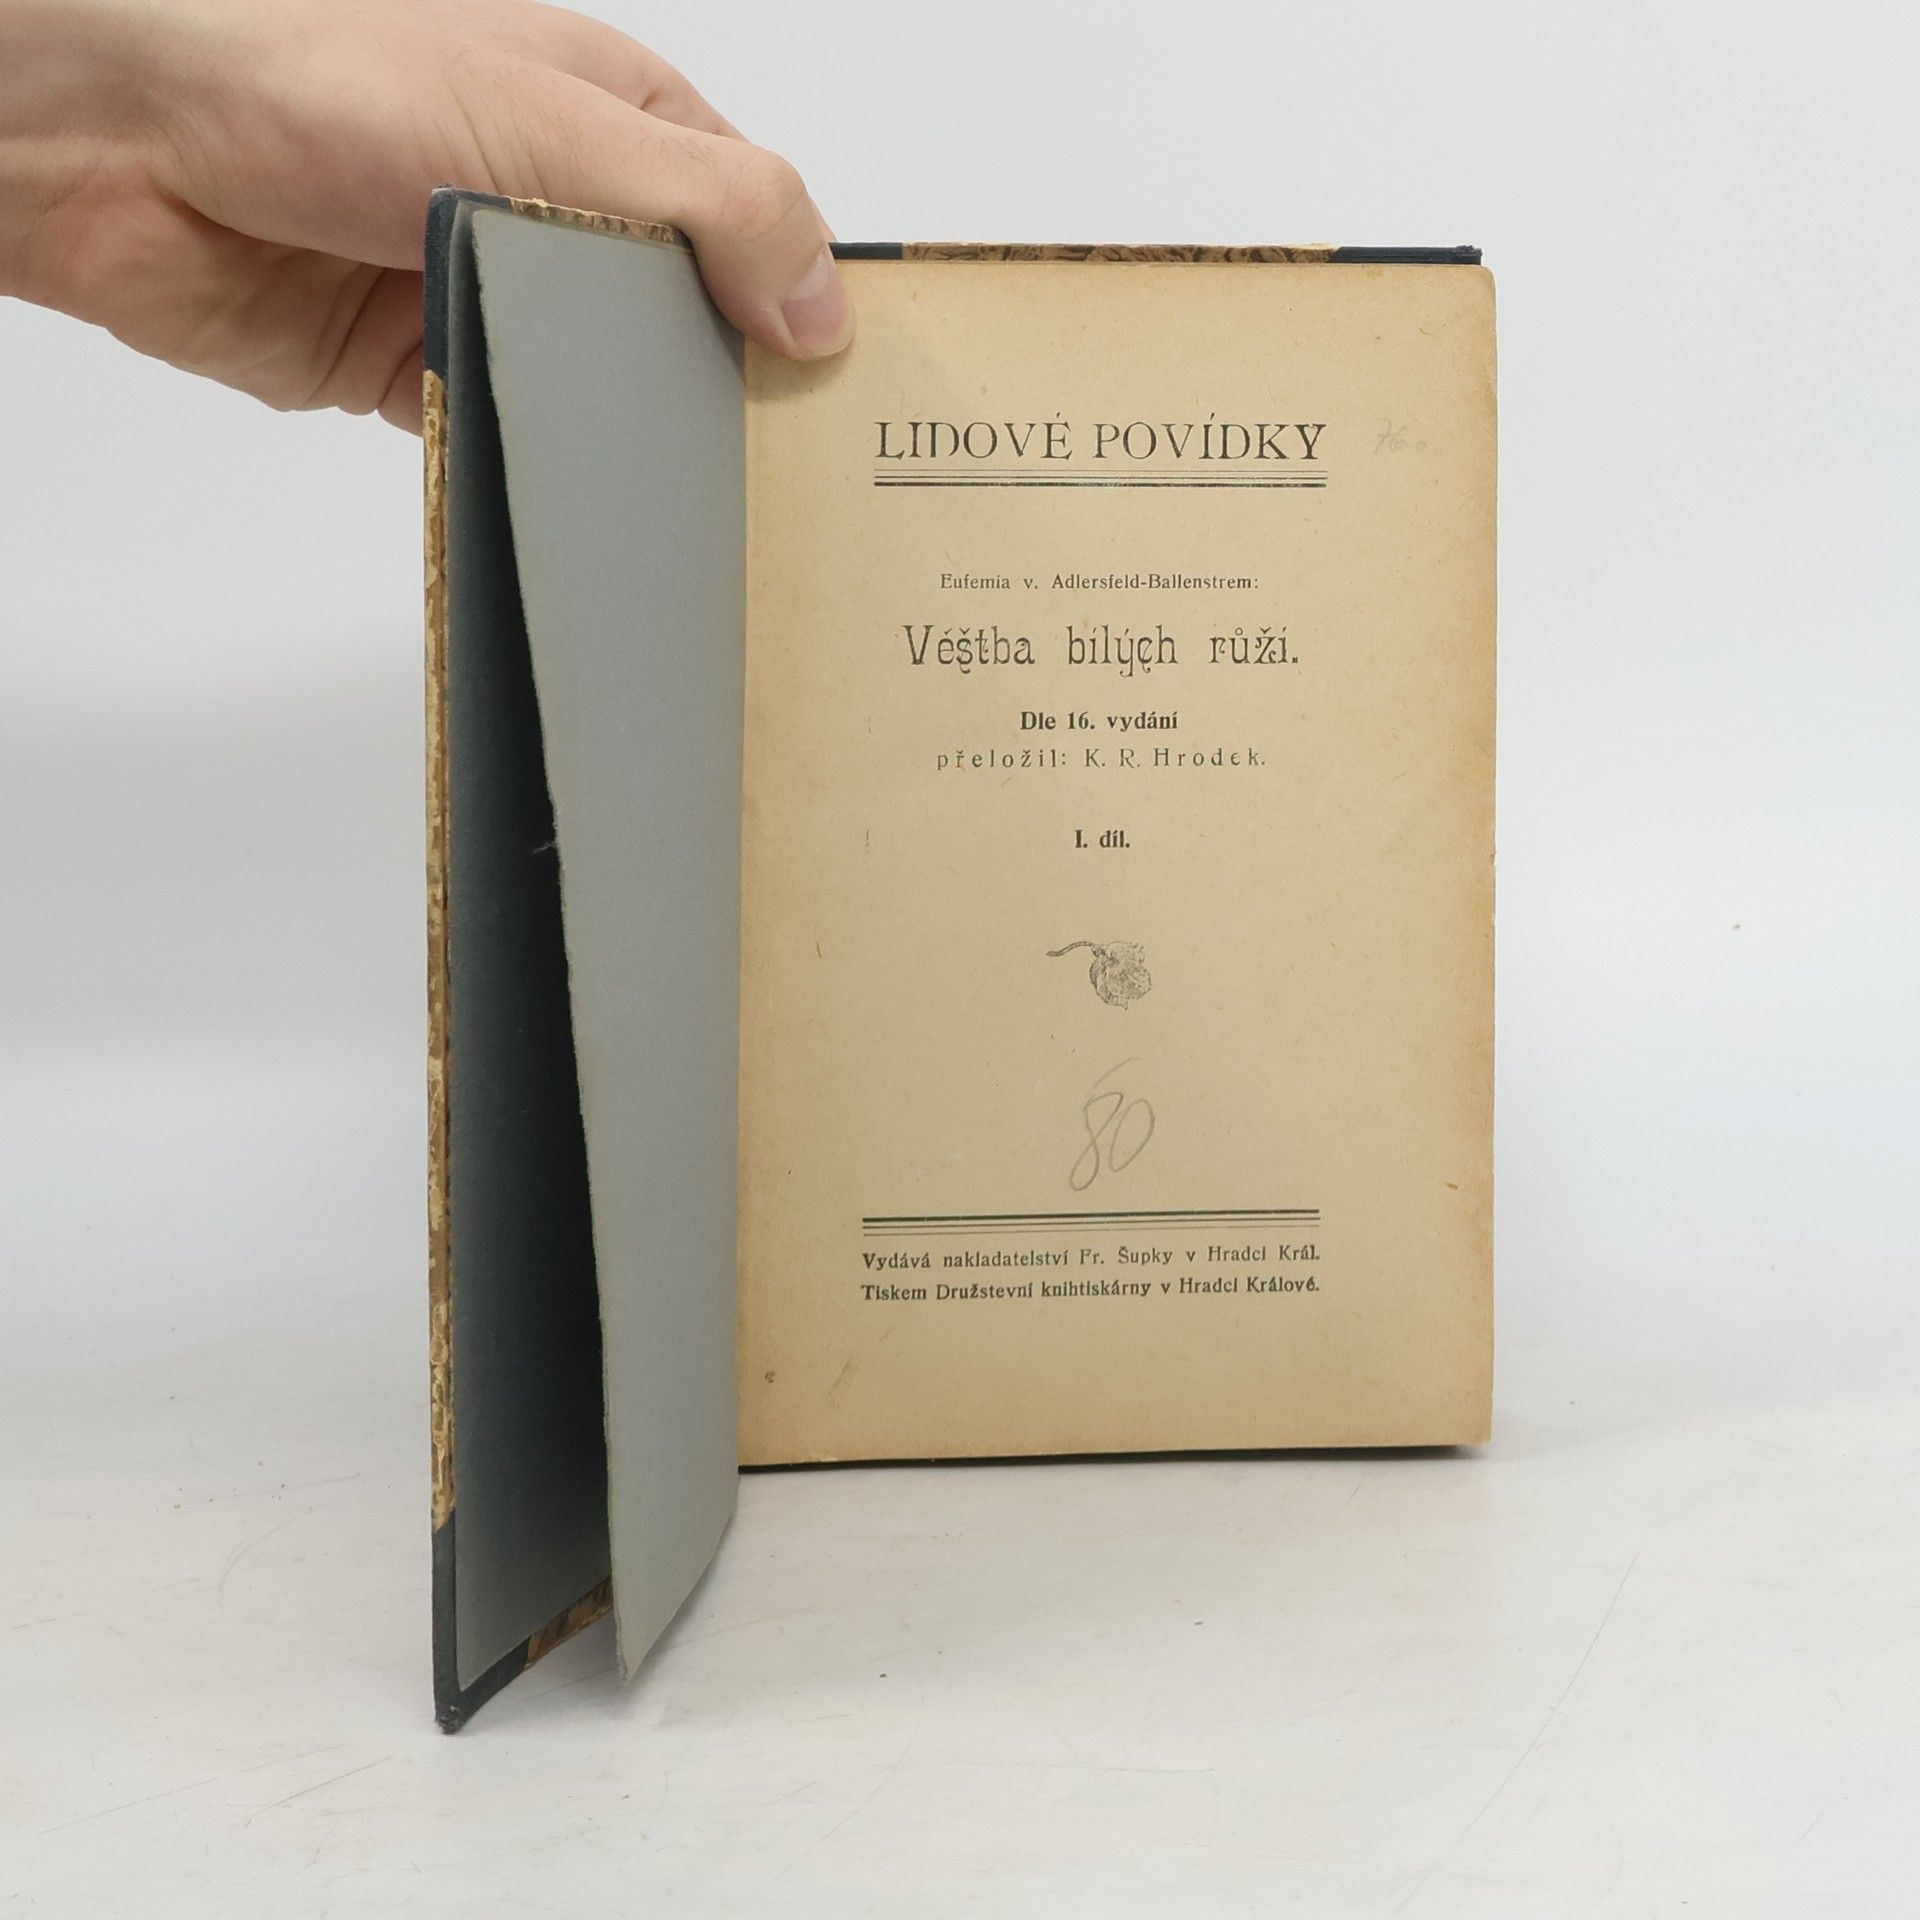 LIDOVÉ POVÍDKY
Eufemia v. Adlersfeld-Ballenstrem:
Věštba bílých růží.
Dle 16. vydání
přeložil: K. R. Hrodek.
I. díl.
80
Vydává nakladatelství Fr. Šupky v Hradci Král.
Tiskem Družstevní knihtiskárny v Hradci Králové.